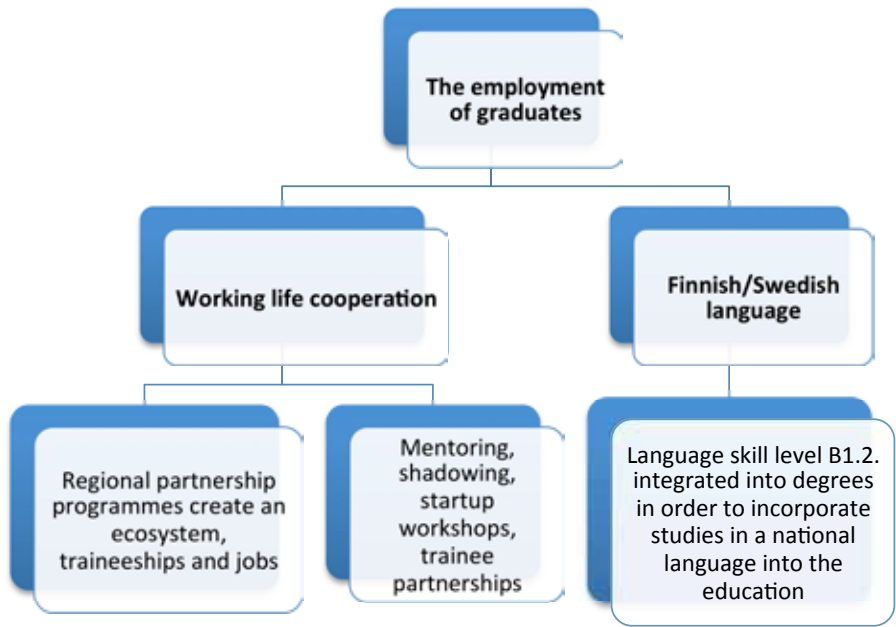 The employment
of graduates
Working life cooperation
Finnish/Swedish
language
Regional partnership
programmes create an
ecosystem,
traineeships and jobs
Mentoring,
shadowing,
startup
workshops,
trainee
partnerships
Language skill level B1.2.
integrated into degrees
in order to incorporate
studies in a national
language into the
education